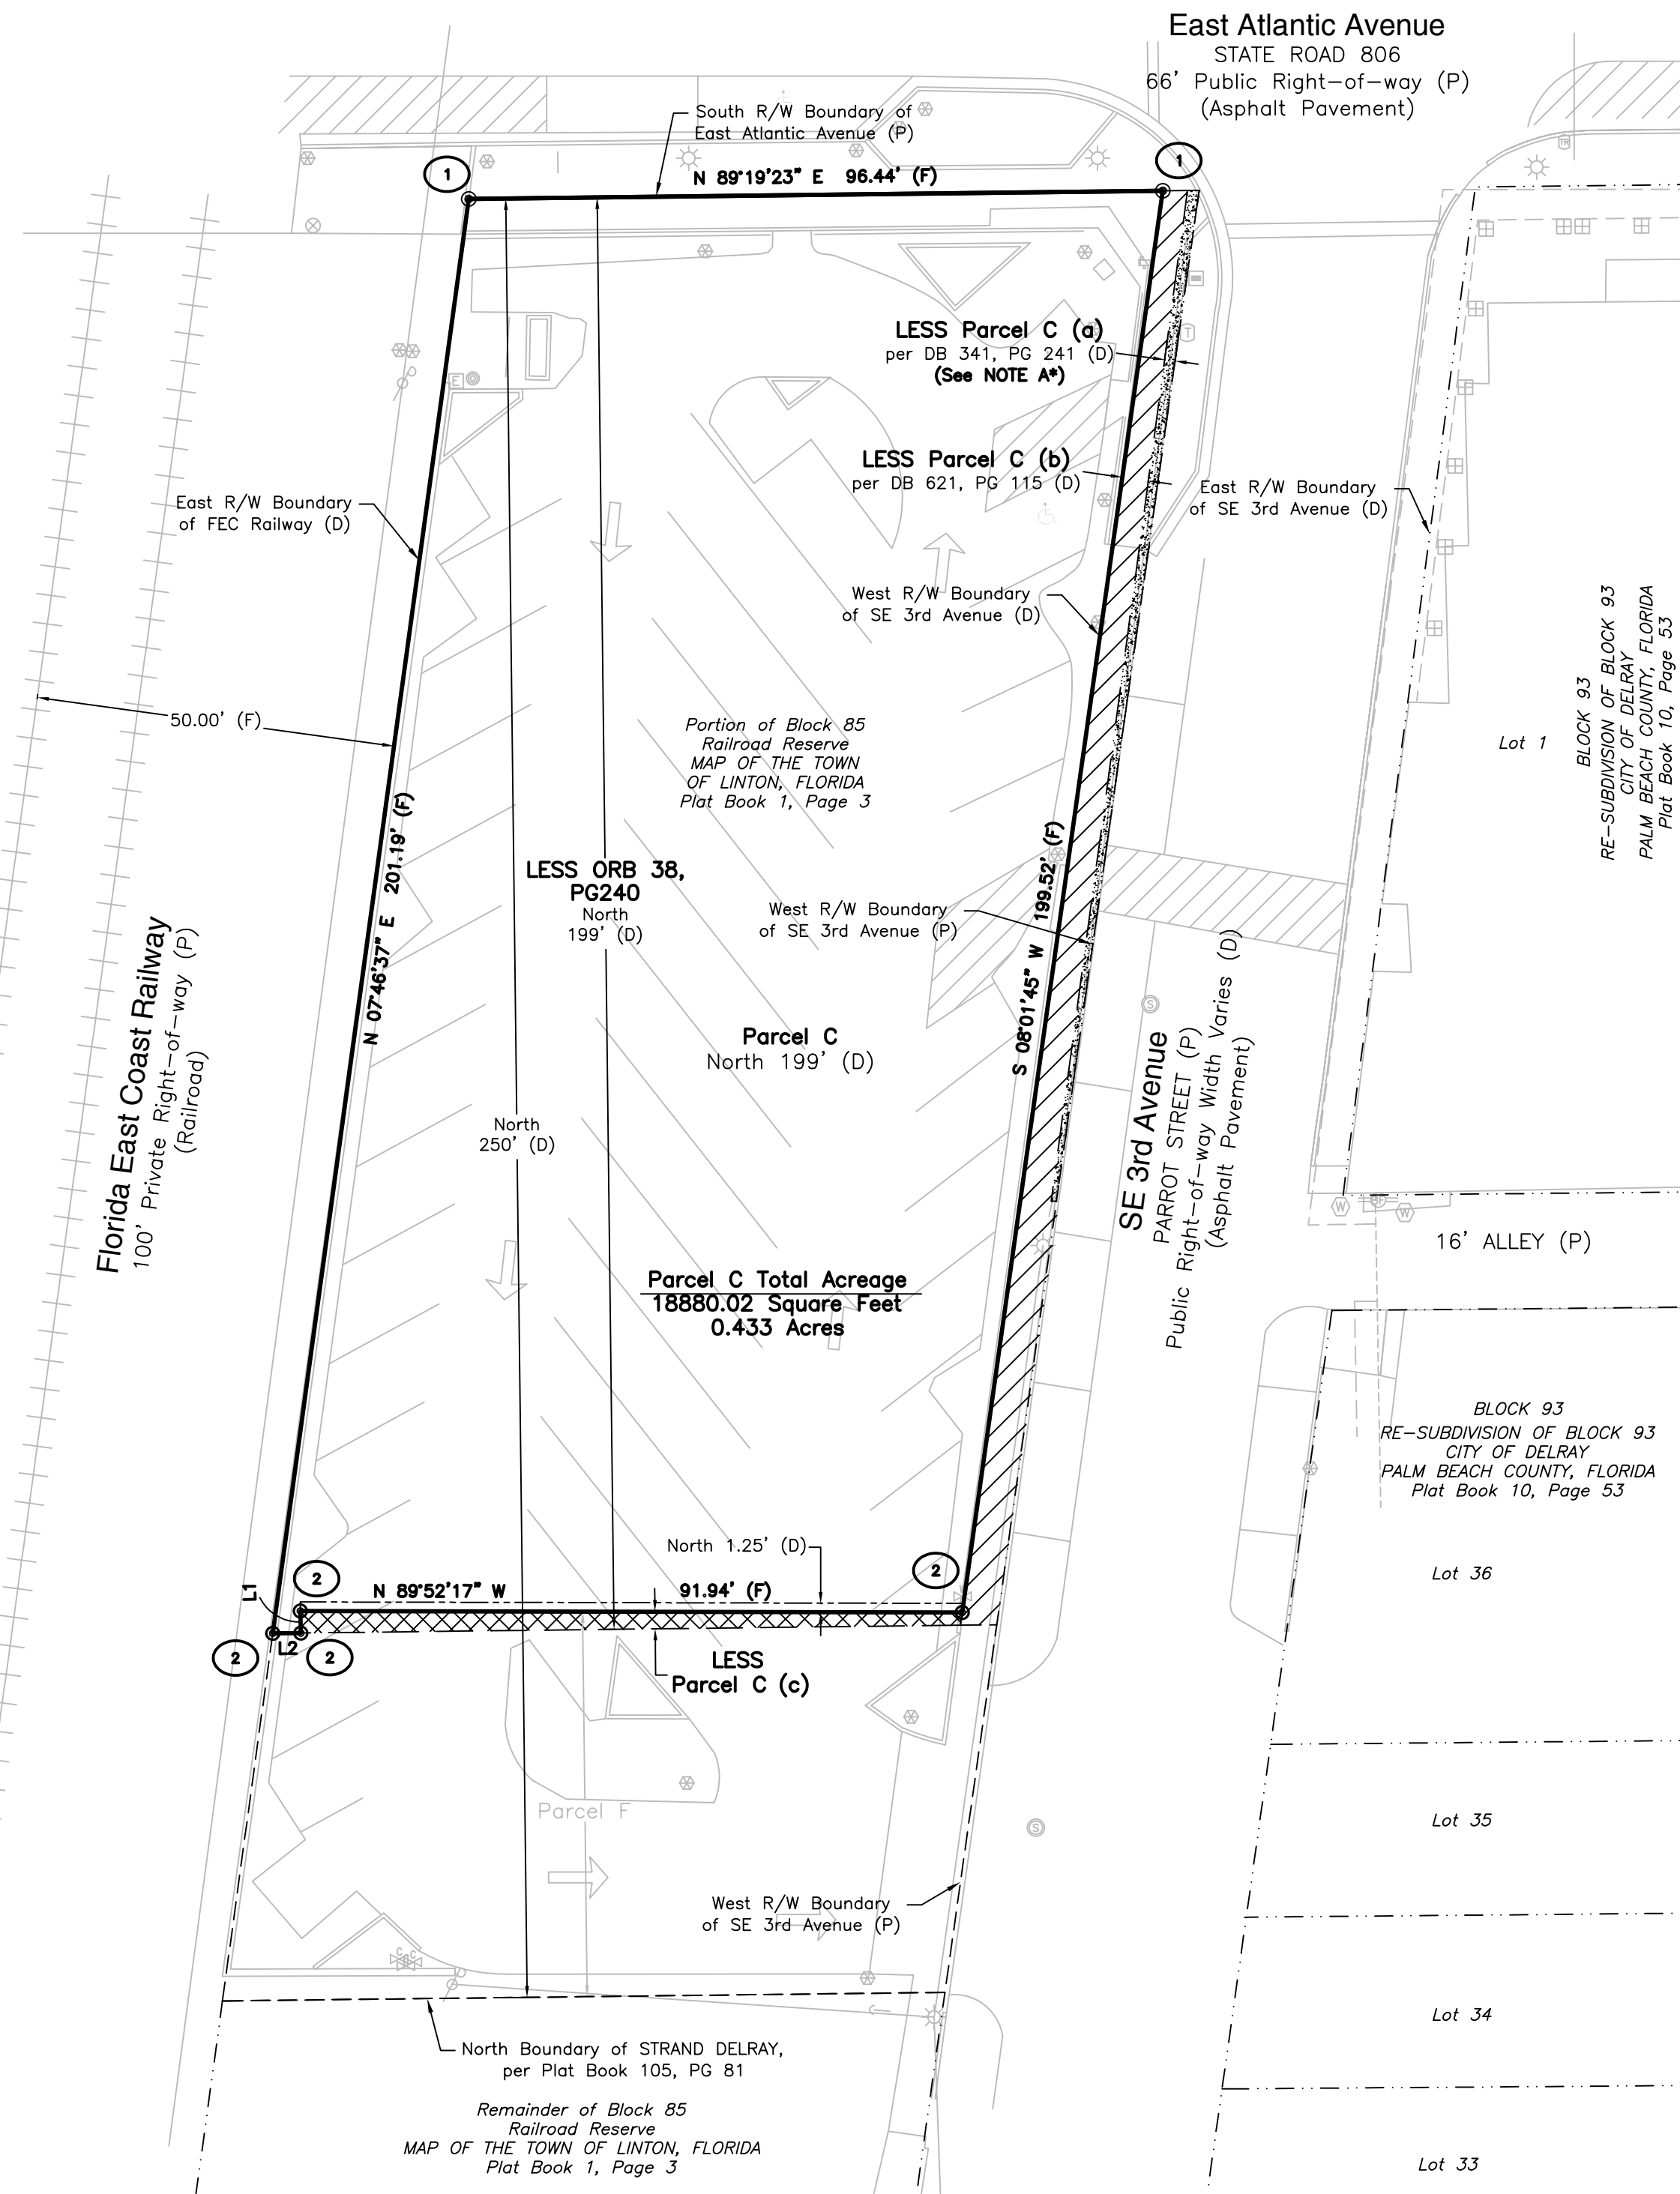 East Atlantic Avenue
STATE ROAD 806
66' Public Right-of-way (P)
(Asphalt Pavement)
South R/W Boundary of
East Atlantic Avenue (P)
1
1
N 89°19'23" E 96.44' (F)
TR
LESS Parcel C (a)
per DB 341, PG 241 (D)
(See NOTE A*)
T
E
LESS Parcel C (b)
per DB 621, PG 115 (D)
East R/W Boundary
of SE 3rd Avenue (D)
East R/W Boundary
of FEC Railway (D)
West R/W Boundary
of SE 3rd Avenue (D)
50.00' (F)
Portion of Block 85
Railroad Reserve
MAP OF THE TOWN
OF LINTON, FLORIDA
Plat Book 1, Page 3
Lot 1
BLOCK 93
RE-SUBDIVISION OF BLOCK 93
CITY OF DELRAY
PALM BEACH COUNTY, FLORIDA
Plat Book 10, Page 53
N 07°46'37" E 201.19' (F)
LESS ORB 38,
PG240
North
199' (D)
West R/W Boundary
of SE 3rd Avenue (P)
S 08°01'45" W 199.52' (F)
S
Florida East Coast Railway
100' Private Right-of-way (P)
(Railroad)
Parcel C
North 199' (D)
North
250' (D)
SE 3rd Avenue
PARROT STREET (P)
Public Right-of-way Width Varies (D)
(Asphalt Pavement)
W
W
16' ALLEY (P)
Parcel C Total Acreage
18880.02 Square Feet
0.433 Acres
BLOCK 93
RE-SUBDIVISION OF BLOCK 93
CITY OF DELRAY
PALM BEACH COUNTY, FLORIDA
Plat Book 10, Page 53
North 1.25' (D)
Lot 36
L1
2
N 89°52'17" W 91.94' (F)
2
2
L2
2
LESS
Parcel C (c)
Parcel F
S
Lot 35
West R/W Boundary
of SE 3rd Avenue (P)
C
C
Lot 34
North Boundary of STRAND DELRAY,
per Plat Book 105, PG 81
Remainder of Block 85
Railroad Reserve
MAP OF THE TOWN OF LINTON, FLORIDA
Plat Book 1, Page 3
Lot 33